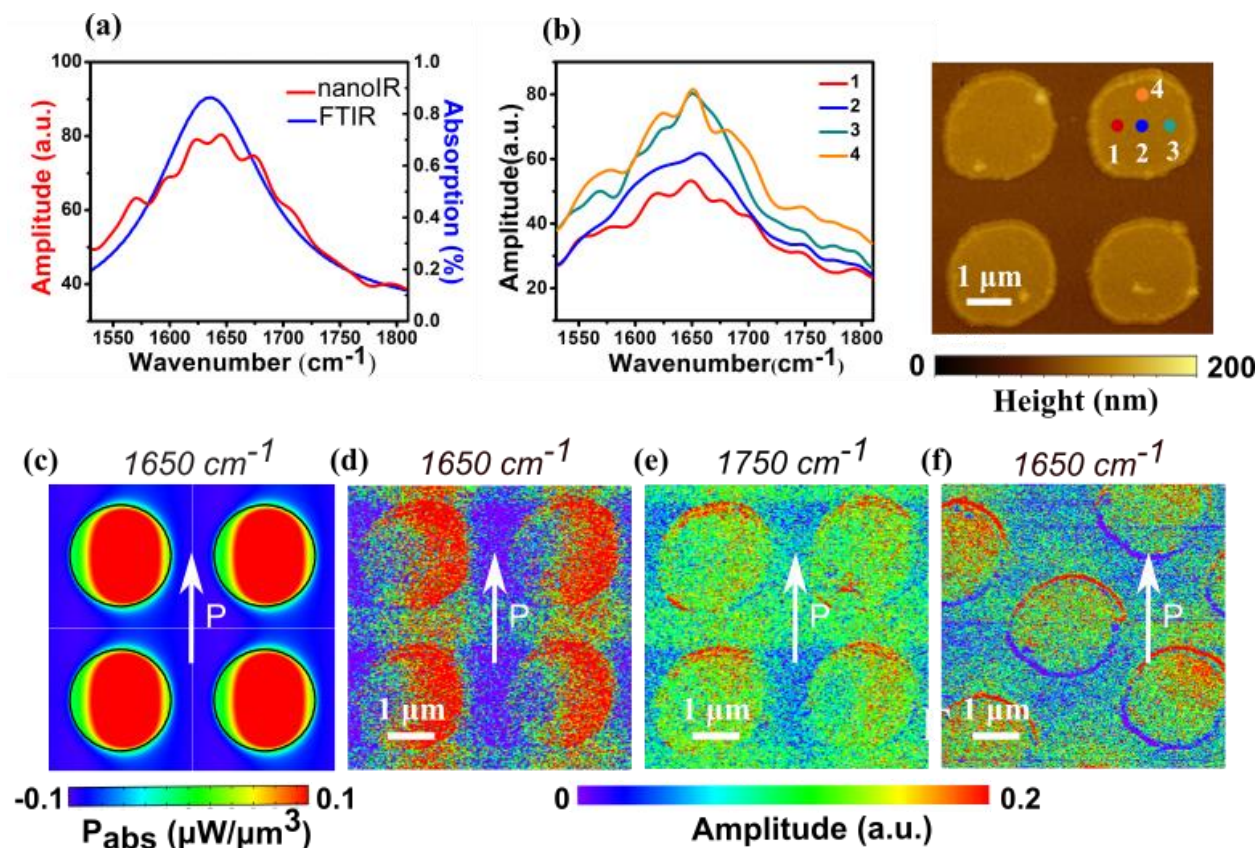 (a)
100
80
60
40
Amplitude (a.u.)
nanoIR
FTIR
1.0
0.8
0.6
0.4
0.2
0.0
Absorption (%)
1550 1600 1650 1700 1750 1800
Wavenumber (cm⁻¹)
(b)
80
60
40
20
Amplitude(a.u.)
1
2
3
4
1550 1600 1650 1700 1750 1800
Wavenumber(cm⁻¹)
4
1 2 3
1 μm
0 200
Height (nm)
(c) 1650 cm⁻¹
P
-0.1 0.1
Pabs (μW/μm³)
(d) 1650 cm⁻¹
P
1 μm
(e) 1750 cm⁻¹
P
1 μm
(f) 1650 cm⁻¹
P
1 μm
0 0.2
Amplitude (a.u.)